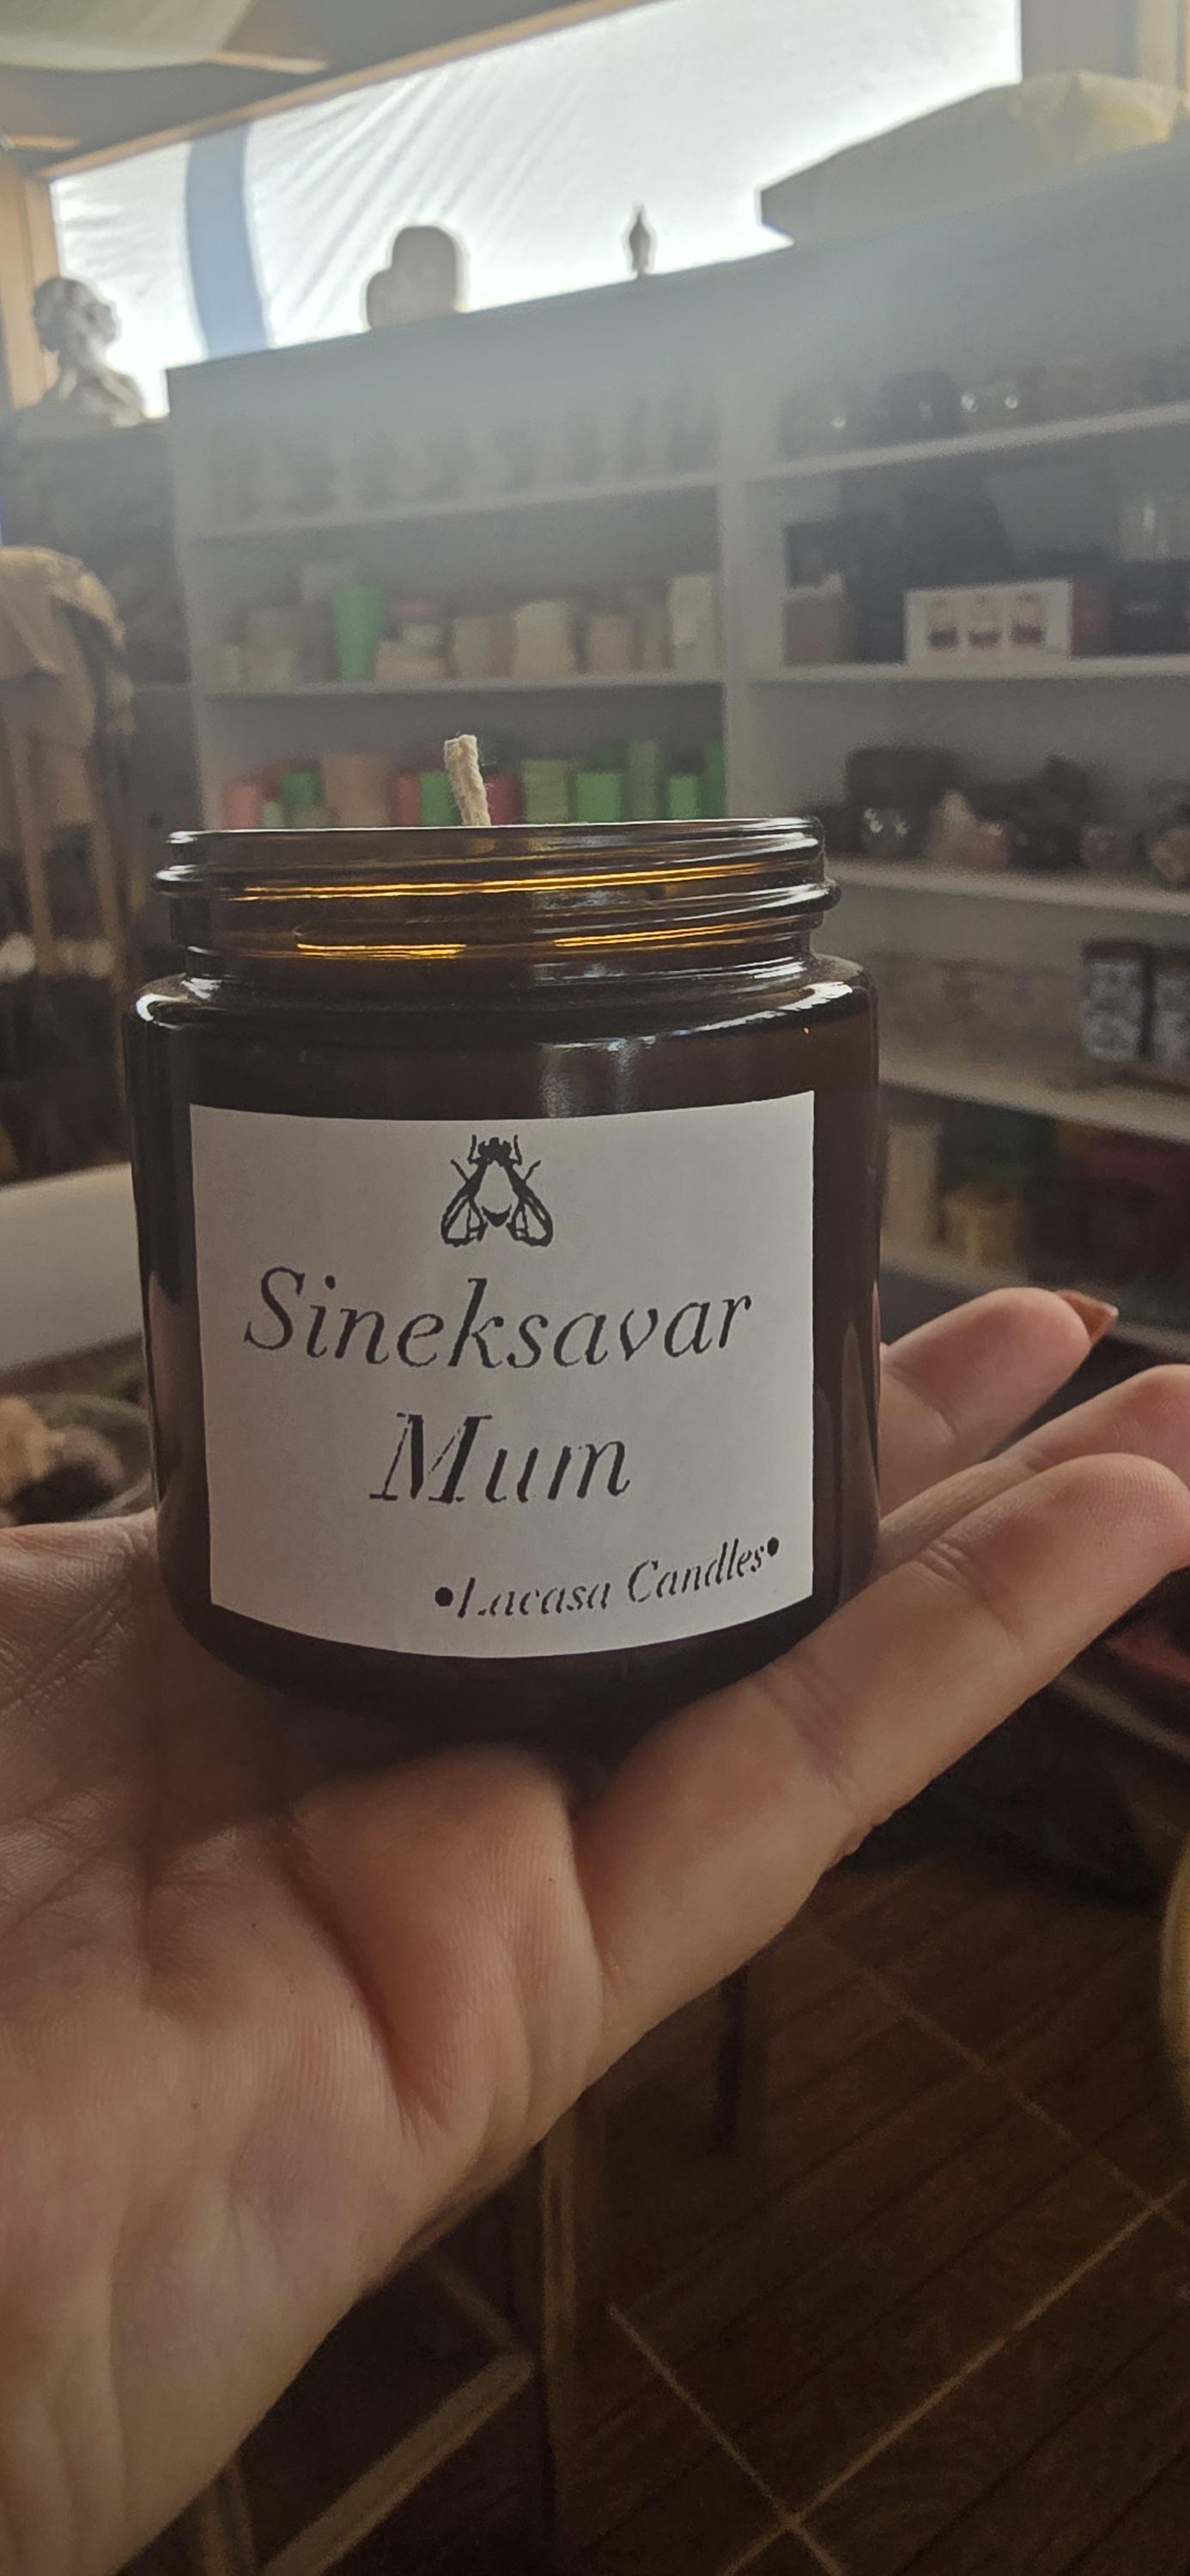 Sineksavar
Mum
•Lacasa Candles•